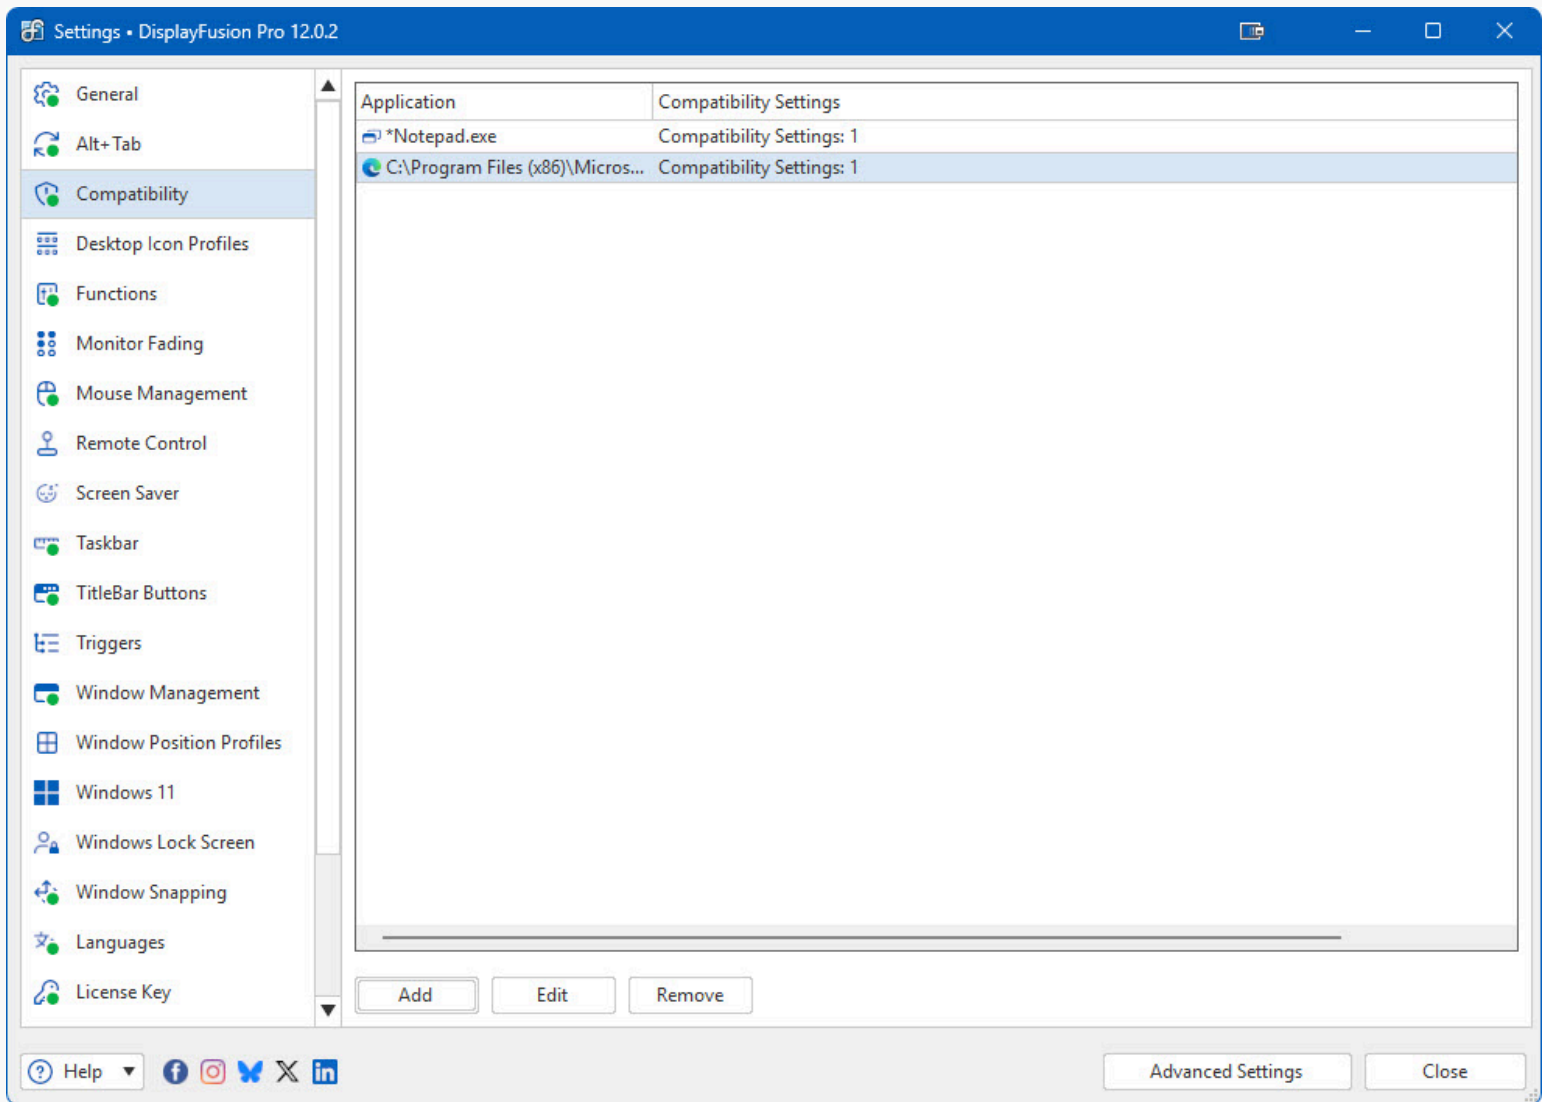 Settings • DisplayFusion Pro 12.0.2
General
Alt+Tab
Compatibility
Desktop Icon Profiles
Functions
Monitor Fading
Mouse Management
Remote Control
Screen Saver
Taskbar
TitleBar Buttons
Triggers
Window Management
Window Position Profiles
Windows 11
Windows Lock Screen
Window Snapping
Languages
License Key
Application Compatibility Settings
*Notepad.exe Compatibility Settings: 1
C:\Program Files (x86)\Micros... Compatibility Settings: 1
Add Edit Remove
Help Advanced Settings Close